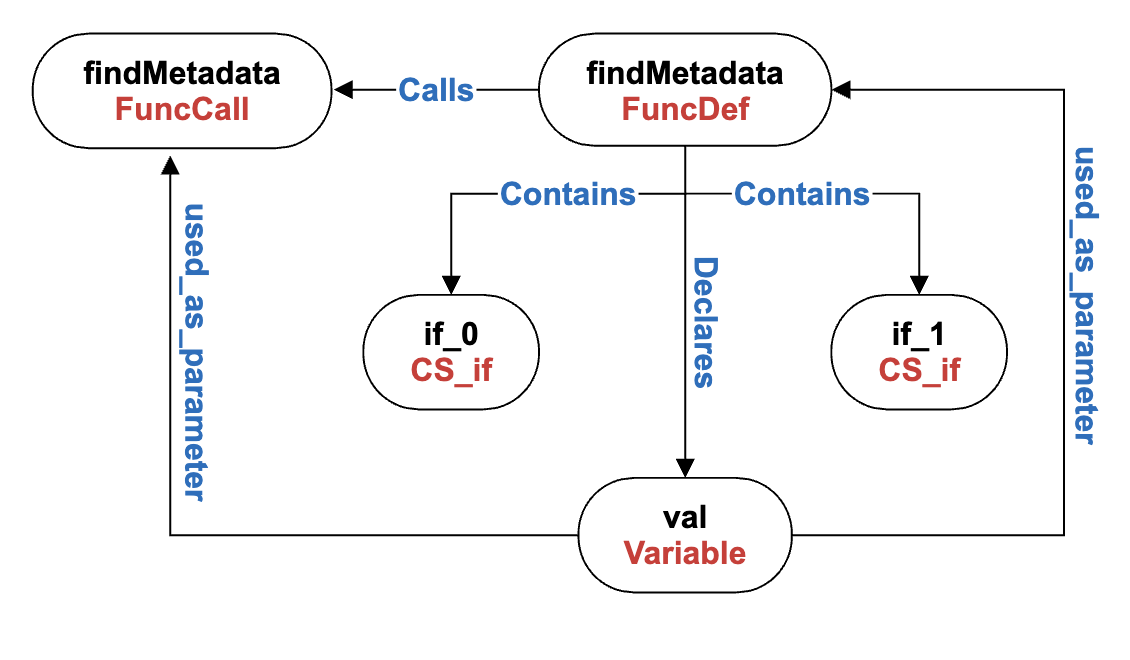 findMetadata
FuncCall
Calls
findMetadata
FuncDef
Contains
Contains
used_as_parameter
used_as_parameter
Declares
if_0
CS_if
if_1
CS_if
val
Variable